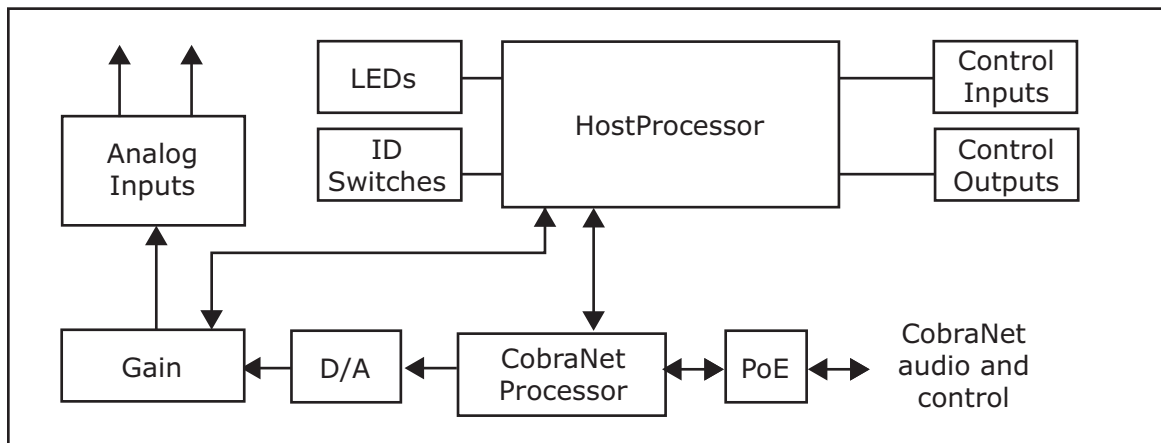 LEDs
HostProcessor
Control
Inputs
Analog
Inputs
ID
Switches
Control
Outputs
Gain
D/A
CobraNet
Processor
PoE
CobraNet
audio and
control